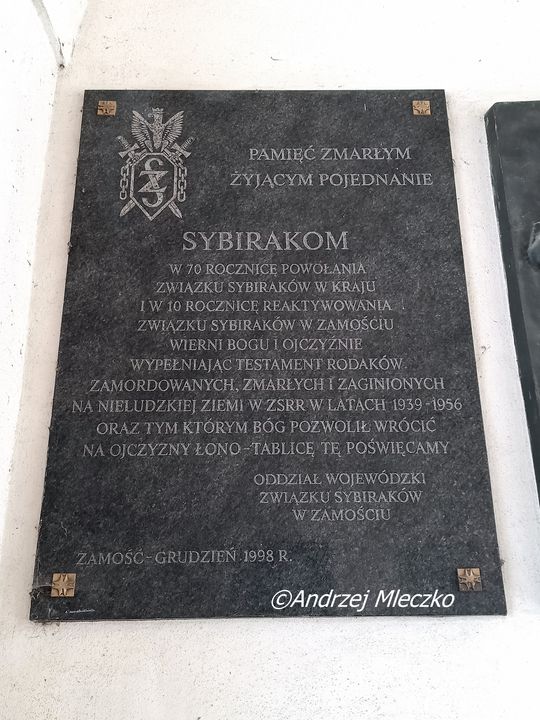 PAMIĘĆ ZMARŁYM
ŻYJĄCYM POJEDNANIE
SYBIRAKOM
W 70 ROCZNICĘ POWOŁANIA
ZWIĄZKU SYBIRAKÓW W KRAJU
I W 10 ROCZNICĘ REAKTYWOWANIA
ZWIĄZKU SYBIRAKÓW W ZAMOŚCIU
WIERNI BOGU I OJCZYŹNIE
WYPEŁNIAJĄC TESTAMENT RODAKÓW
ZAMORDOWANYCH, ZMARŁYCH I ZAGINIONYCH
NA NIELUDZKIEJ ZIEMI W ZSRR W LATACH 1939-1956
ORAZ TYM KTÓRYM BÓG POZWOLIŁ WRÓCIĆ
NA OJCZYZNY ŁONO-TABLICĘ TĘ POŚWIĘCAMY
ODDZIAŁ WOJEWÓDZKI
ZWIĄZKU SYBIRAKÓW
W ZAMOŚCIU
ZAMOŚĆ-GRUDZIEŃ 1998 R.
©Andrzej Mleczko